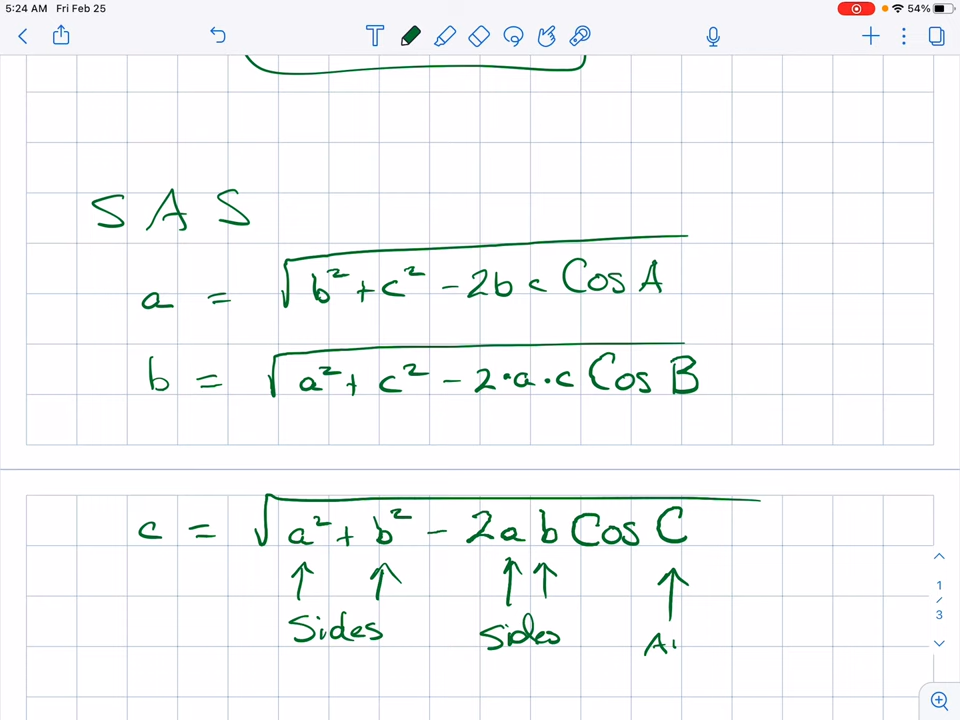 5:24 AM Fri Feb 25
54%
T
S A S
a = √b² + c² - 2bc Cos A
b = √a² + c² - 2·a·c Cos B
c = √a² + b² - 2ab Cos C
↑ ↑ ↑ ↑ ↑
Sides Sides
1
/
3